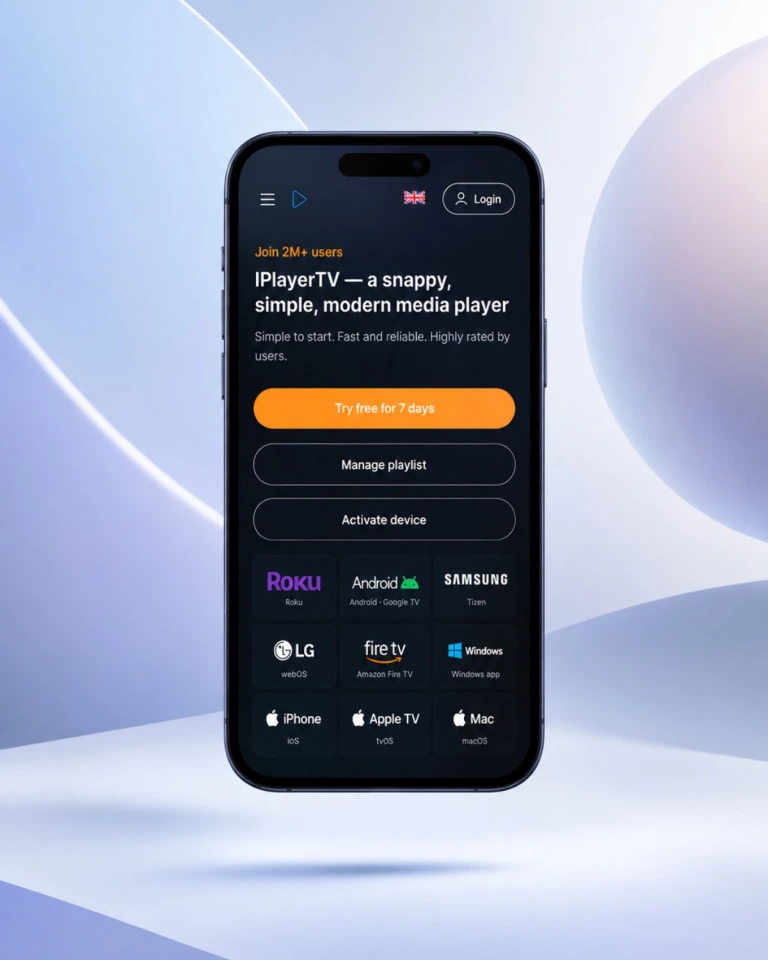 Login
Join 2M+ users
IPlayerTV — a snappy,
simple, modern media player
Simple to start. Fast and reliable. Highly rated by
users.
Try free for 7 days
Manage playlist
Activate device
Roku
Roku
Android
Android · Google TV
SAMSUNG
Tizen
LG
webOS
fire tv
Amazon Fire TV
Windows
Windows app
iPhone
ioS
Apple TV
tvOS
Mac
macOS